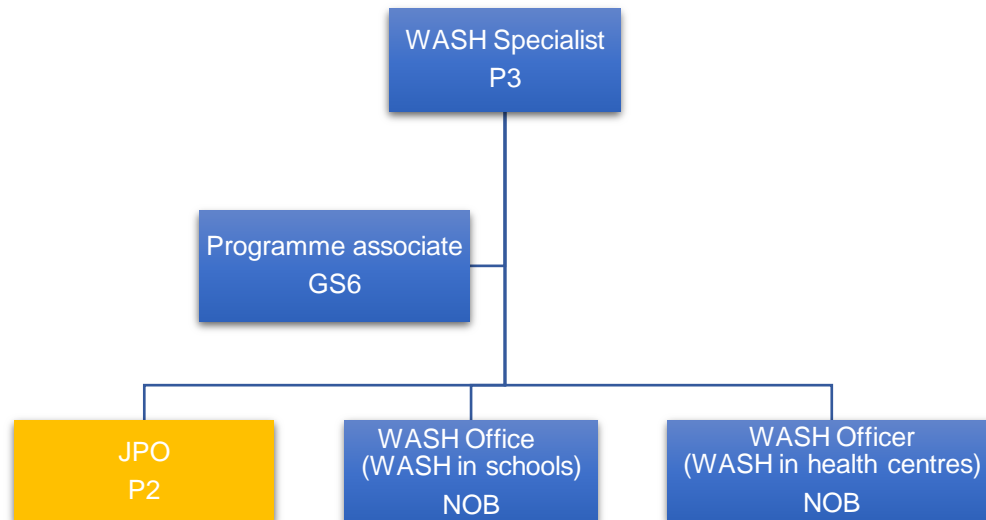 WASH Specialist
P3
Programme associate
GS6
JPO
P2
WASH Office
(WASH in schools)
NOB
WASH Officer
(WASH in health centres)
NOB